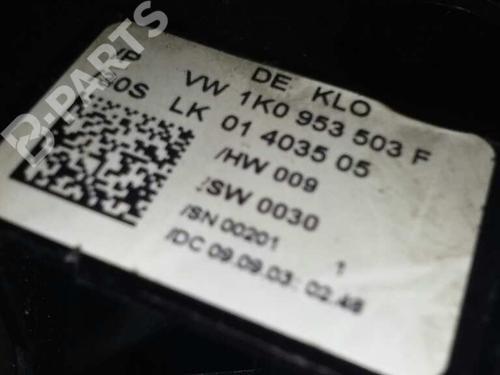 DE KLO
/P VW 1K0 953 503 F
LK 01 4035 05
/HW 009
/SW 0030
/SN 00201 1
/DC 09.09.03: 02.48
B-PARTS